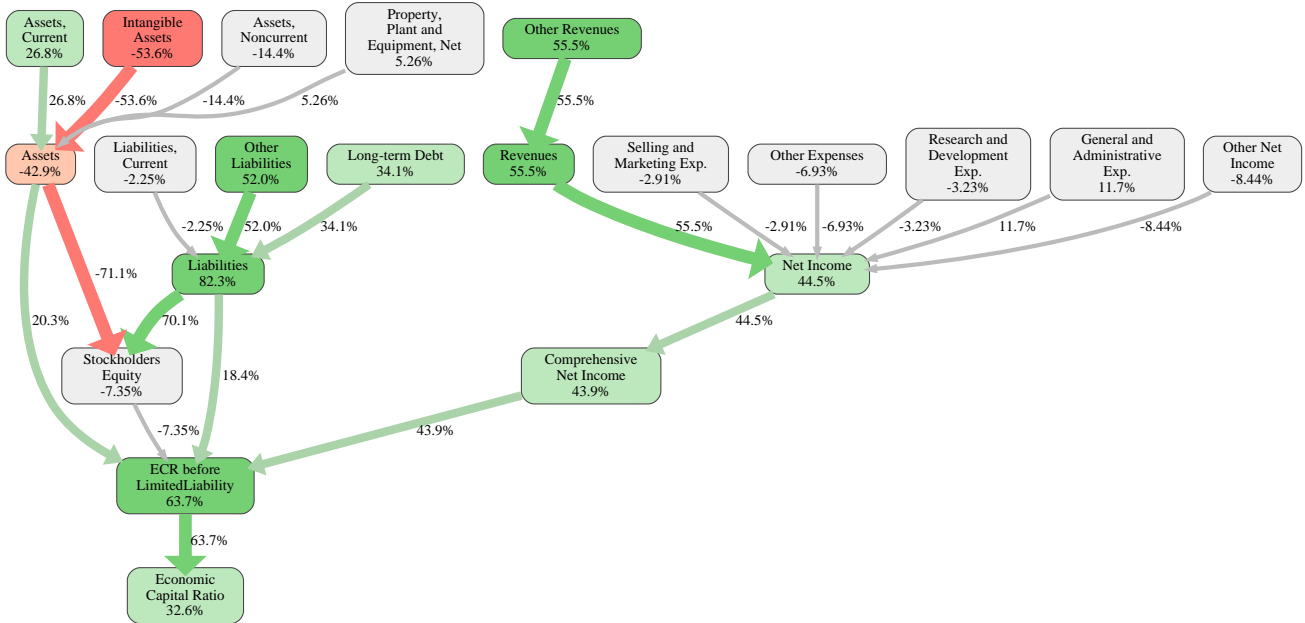 Assets,
Current
26.8%
Intangible
Assets
-53.6%
Assets,
Noncurrent
-14.4%
Property,
Plant and
Equipment, Net
5.26%
Other Revenues
55.5%
26.8%
-53.6%
-14.4%
5.26%
55.5%
Assets
-42.9%
Liabilities,
Current
-2.25%
Other
Liabilities
52.0%
Long-term Debt
34.1%
Revenues
55.5%
Selling and
Marketing Exp.
-2.91%
Other Expenses
-6.93%
Research and
Development
Exp.
-3.23%
General and
Administrative
Exp.
11.7%
Other Net
Income
-8.44%
-2.25%
52.0%
34.1%
55.5%
-2.91%
-6.93%
-3.23%
11.7%
-8.44%
Liabilities
82.3%
Net Income
44.5%
-71.1%
20.3%
70.1%
44.5%
Stockholders
Equity
-7.35%
18.4%
Comprehensive
Net Income
43.9%
-7.35%
43.9%
ECR before
LimitedLiability
63.7%
63.7%
Economic
Capital Ratio
32.6%